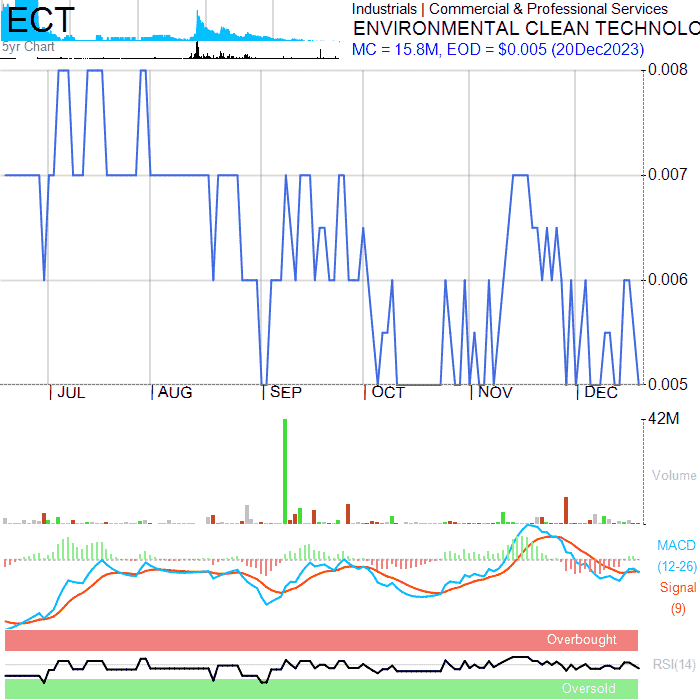 ECT
5yr Chart
Industrials | Commercial & Professional Services
ENVIRONMENTAL CLEAN TECHNOLO
MC = 15.8M, EOD = $0.005 (20Dec2023)
0.008
0.007
0.006
0.005
JUL AUG SEP OCT NOV DEC
42M
Volume
MACD
(12-26)
Signal
(9)
Overbought
RSI(14)
Oversold